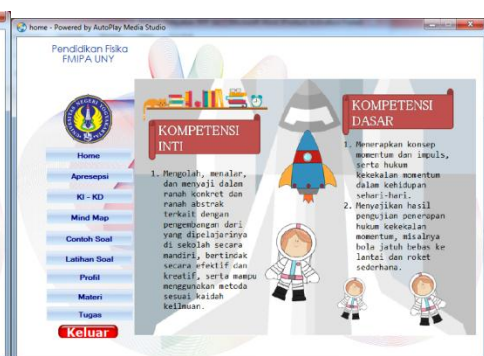 home - Powered by AutoPlay Media Studio
Pendidikan Fisika
FMIPA UNY
Home
Apresepsi
KI - KD
Mind Map
Contoh Soal
Latihan Soal
Profil
Materi
Tugas
Keluar
KOMPETENSI
INTI
1. Mengolah, menalar,
dan menyaji dalam
ranah konkret dan
ranah abstrak
terkait dengan
pengembangan dari
yang dipelajarinya
di sekolah secara
mandiri, bertindak
secara efektif dan
kreatif, serta mampu
menggunakan metoda
sesuai kaidah
keilmuan.
KOMPETENSI
DASAR
1. Menerapkan konsep
momentum dan impuls,
serta hukum
kekekalan momentum
dalam kehidupan
sehari-hari.
2. Menyajikan hasil
pengujian penerapan
hukum kekekalan
momentum, misalnya
bola jatuh bebas ke
lantai dan roket
sederhana.